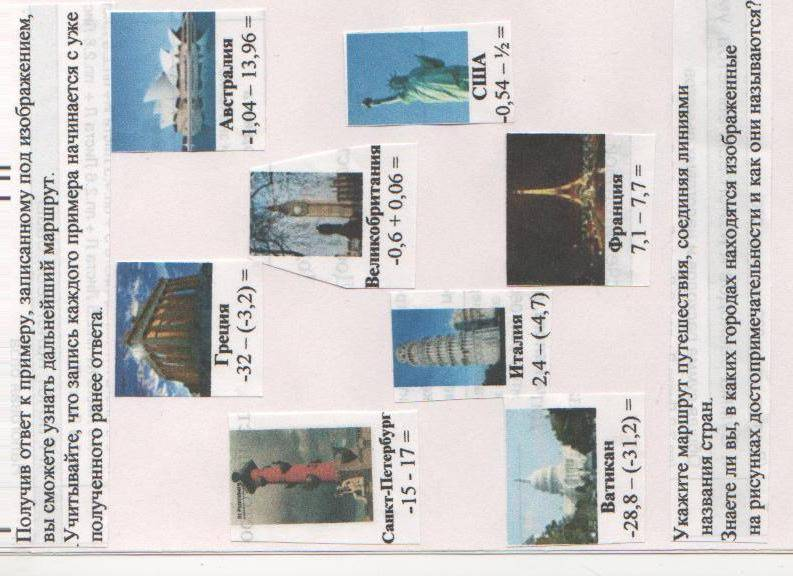 Получив ответ к примеру, записанному под изображением,
вы сможете узнать дальнейший маршрут.
Учитывайте, что запись каждого примера начинается с уже
полученного ранее ответа.
Австралия
-1,04 – 13,96 =
Греция
-32 – (-3,2) =
Великобритания
-0,6 + 0,06 =
США
-0,54 – ½ =
Санкт-Петербург
-15 - 17 =
Италия
2,4 – (-4,7)
Франция
7,1 – 7,7 =
Ватикан
-28,8 – (-31,2) =
Укажите маршрут путешествия, соединяя линиями
названия стран.
Знаете ли вы, в каких городах находятся изображенные
на рисунках достопримечательности и как они называются?